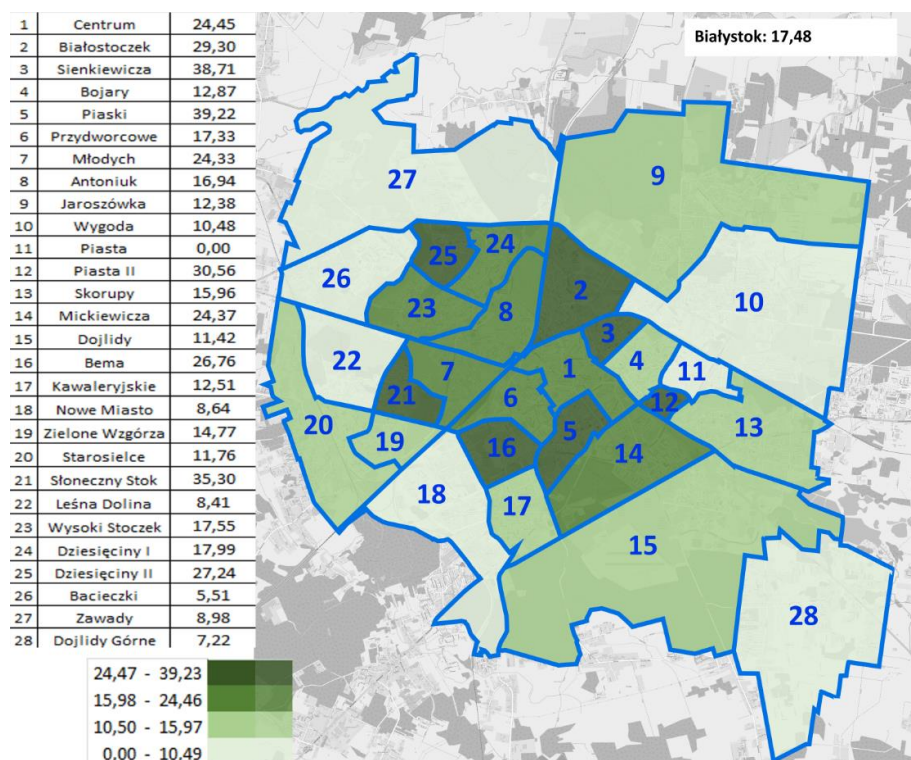 1 Centrum 24,45
2 Białostoczek 29,30
3 Sienkiewicza 38,71
4 Bojary 12,87
5 Piaski 39,22
6 Przydworcowe 17,33
7 Młodych 24,33
8 Antoniuk 16,94
9 Jaroszówka 12,38
10 Wygoda 10,48
11 Piasta 0,00
12 Piasta II 30,56
13 Skorupy 15,96
14 Mickiewicza 24,37
15 Dojlidy 11,42
16 Bema 26,76
17 Kawaleryjskie 12,51
18 Nowe Miasto 8,64
19 Zielone Wzgórza 14,77
20 Starosielce 11,76
21 Słoneczny Stok 35,30
22 Leśna Dolina 8,41
23 Wysoki Stoczek 17,55
24 Dziesięciny I 17,99
25 Dziesięciny II 27,24
26 Bacieczki 5,51
27 Zawady 8,98
28 Dojlidy Górne 7,22
24,47 - 39,23
15,98 - 24,46
10,50 - 15,97
0,00 - 10,49
Białystok: 17,48
27
9
25
24
26
2
10
23
8
3
22
7
1
4
11
21
6
12
20
19
5
13
16
14
18
17
15
28